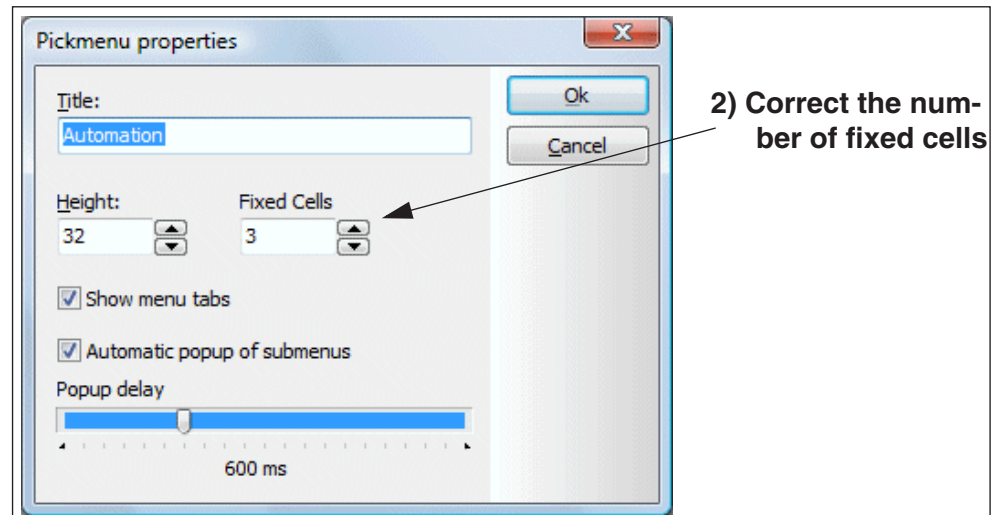 Pickmenu properties
Title:
Automation
Ok
Cancel
2) Correct the num-
ber of fixed cells
Height:
Fixed Cells
32
3
Show menu tabs
Automatic popup of submenus
Popup delay
600 ms